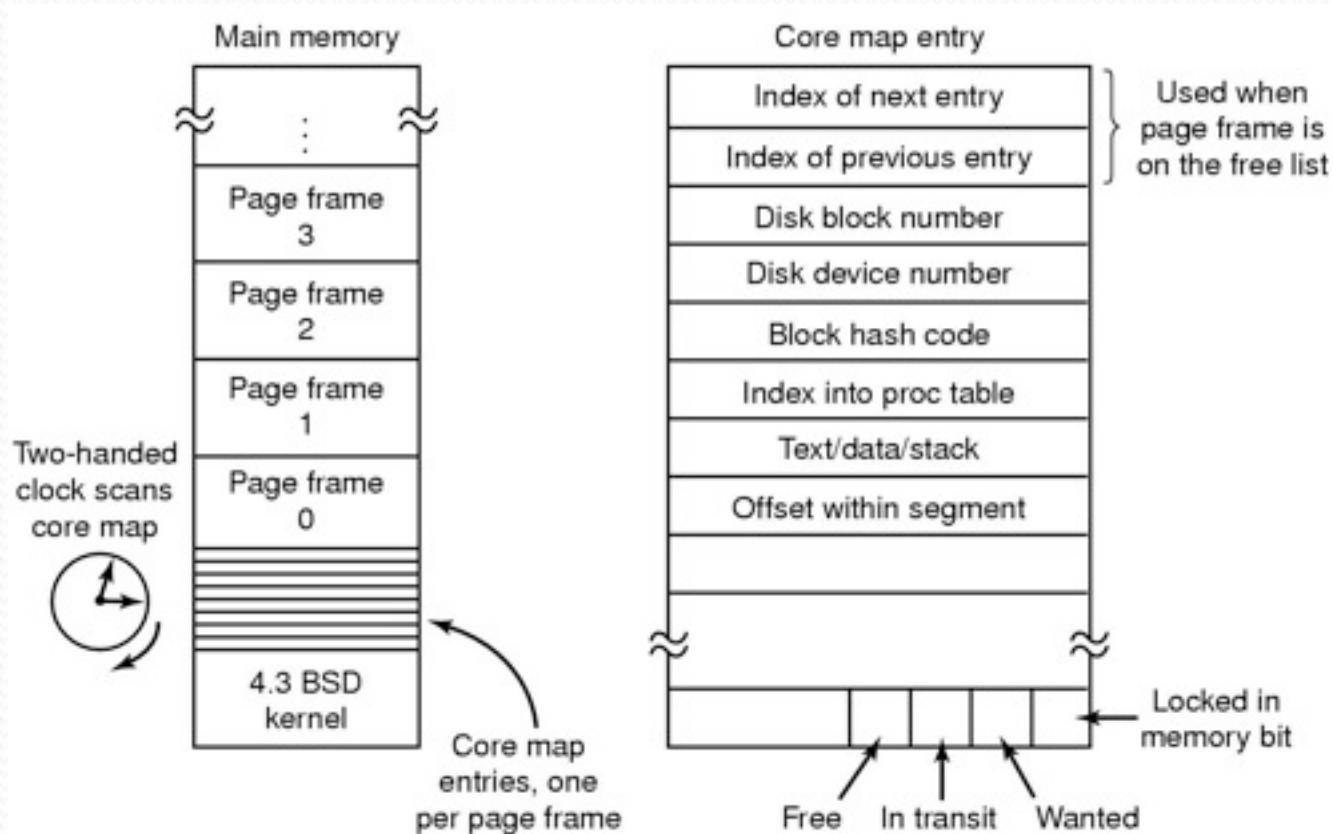 Main memory
Page frame
3
Page frame
2
Page frame
1
Page frame
0
4.3 BSD
kernel
Two-handed
clock scans
core map
Core map
entries, one
per page frame
Core map entry
Index of next entry
Index of previous entry
Disk block number
Disk device number
Block hash code
Index into proc table
Text/data/stack
Offset within segment
Used when
page frame is
on the free list
Locked in
memory bit
Free
In transit
Wanted